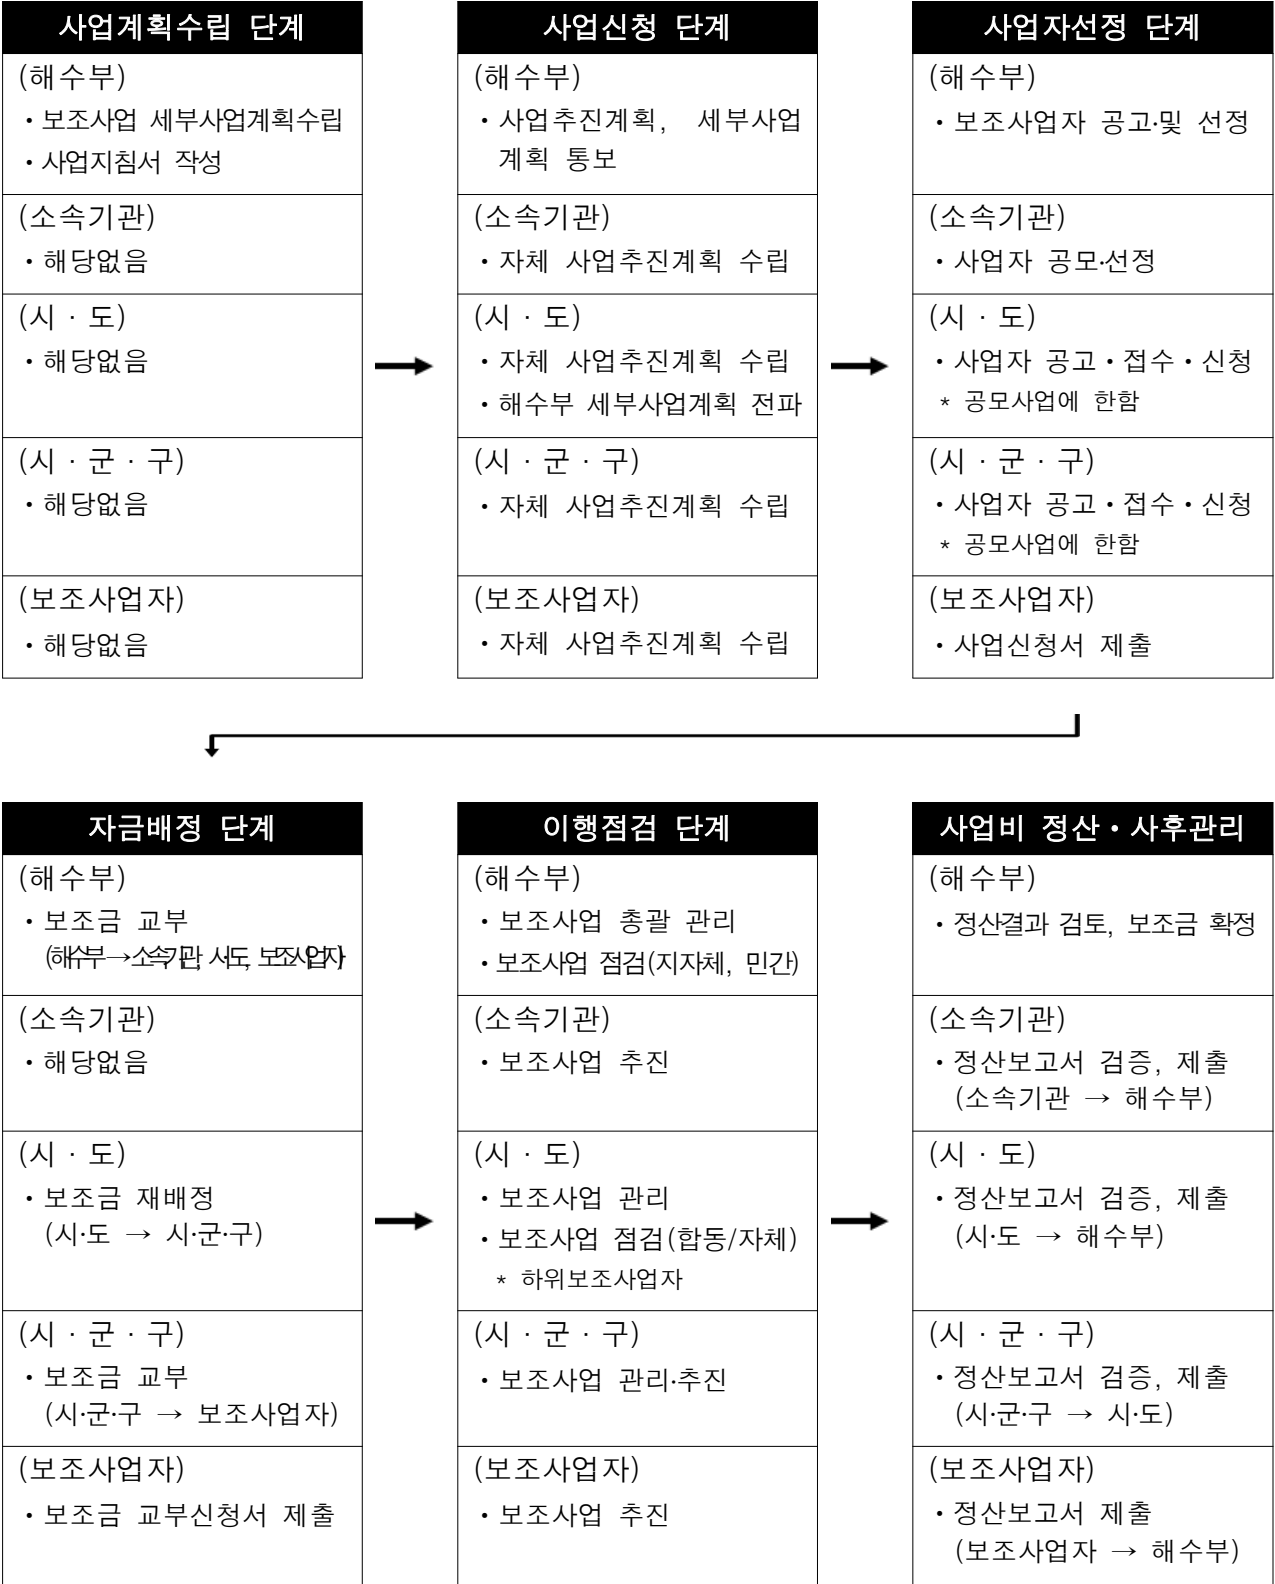 사업계획수립 단계
(해수부)
• 보조사업 세부사업계획수립
• 사업지침서 작성
(소속기관)
• 해당없음
(시 · 도)
• 해당없음
(시 · 군 · 구)
• 해당없음
(보조사업자)
• 해당없음
사업신청 단계
(해수부)
• 사업추진계획, 세부사업
계획 통보
(소속기관)
• 자체 사업추진계획 수립
(시 · 도)
• 자체 사업추진계획 수립
• 해수부 세부사업계획 전파
(시 · 군 · 구)
• 자체 사업추진계획 수립
(보조사업자)
• 자체 사업추진계획 수립
사업자선정 단계
(해수부)
• 보조사업자 공고·및 선정
(소속기관)
• 사업자 공모·선정
(시 · 도)
• 사업자 공고・접수・신청
* 공모사업에 한함
(시 · 군 · 구)
• 사업자 공고・접수・신청
* 공모사업에 한함
(보조사업자)
• 사업신청서 제출
자금배정 단계
(해수부)
• 보조금 교부
(해수부→소속기관, 시도, 보조사업자)
(소속기관)
• 해당없음
(시 · 도)
• 보조금 재배정
(시·도 → 시·군·구)
(시 · 군 · 구)
• 보조금 교부
(시·군·구 → 보조사업자)
(보조사업자)
• 보조금 교부신청서 제출
이행점검 단계
(해수부)
• 보조사업 총괄 관리
• 보조사업 점검(지자체, 민간)
(소속기관)
• 보조사업 추진
(시 · 도)
• 보조사업 관리
• 보조사업 점검(합동/자체)
* 하위보조사업자
(시 · 군 · 구)
• 보조사업 관리·추진
(보조사업자)
• 보조사업 추진
사업비 정산・사후관리
(해수부)
• 정산결과 검토, 보조금 확정
(소속기관)
• 정산보고서 검증, 제출
(소속기관 → 해수부)
(시 · 도)
• 정산보고서 검증, 제출
(시·도 → 해수부)
(시 · 군 · 구)
• 정산보고서 검증, 제출
(시·군·구 → 시·도)
(보조사업자)
• 정산보고서 제출
(보조사업자 → 해수부)